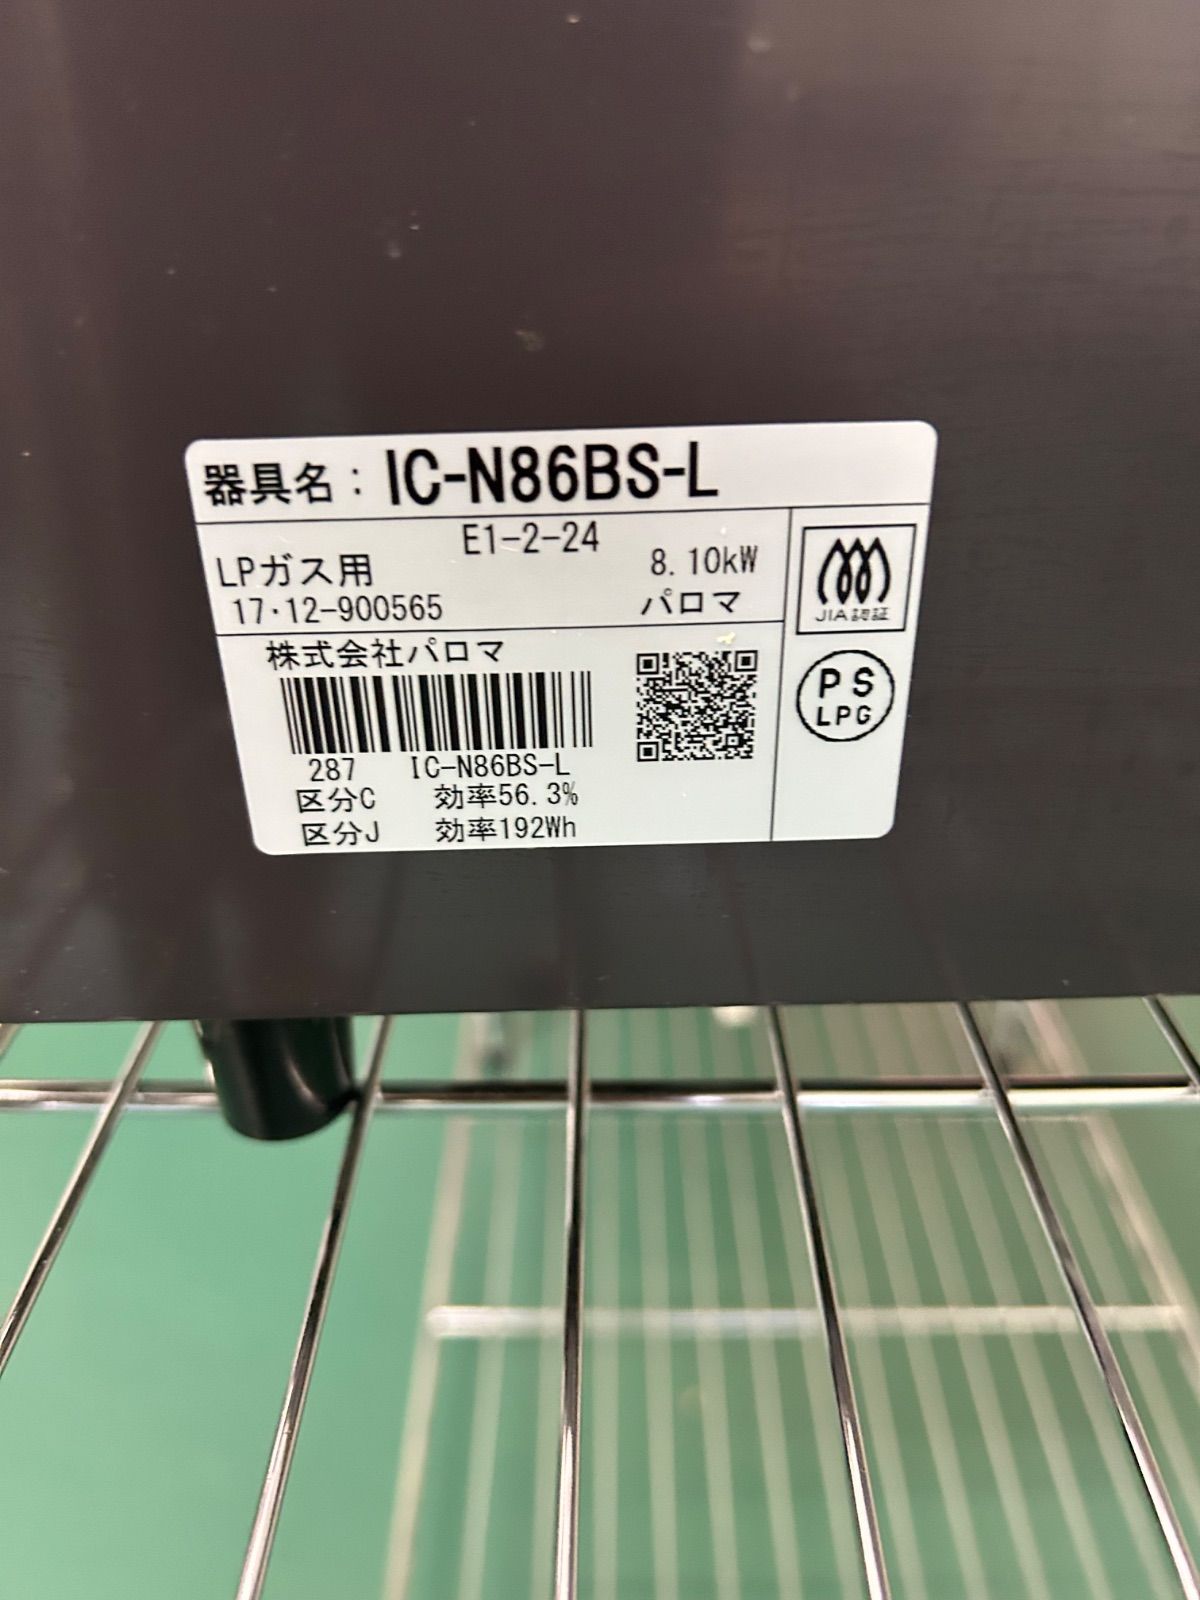 器具名：IC-N86BS-L
E1-2-24
LPガス用 8.10kW
17・12-900565 パロマ
JIA認証
PS
LPG
株式会社パロマ
287 IC-N86BS-L
区分C 効率56.3%
区分J 効率192Wh